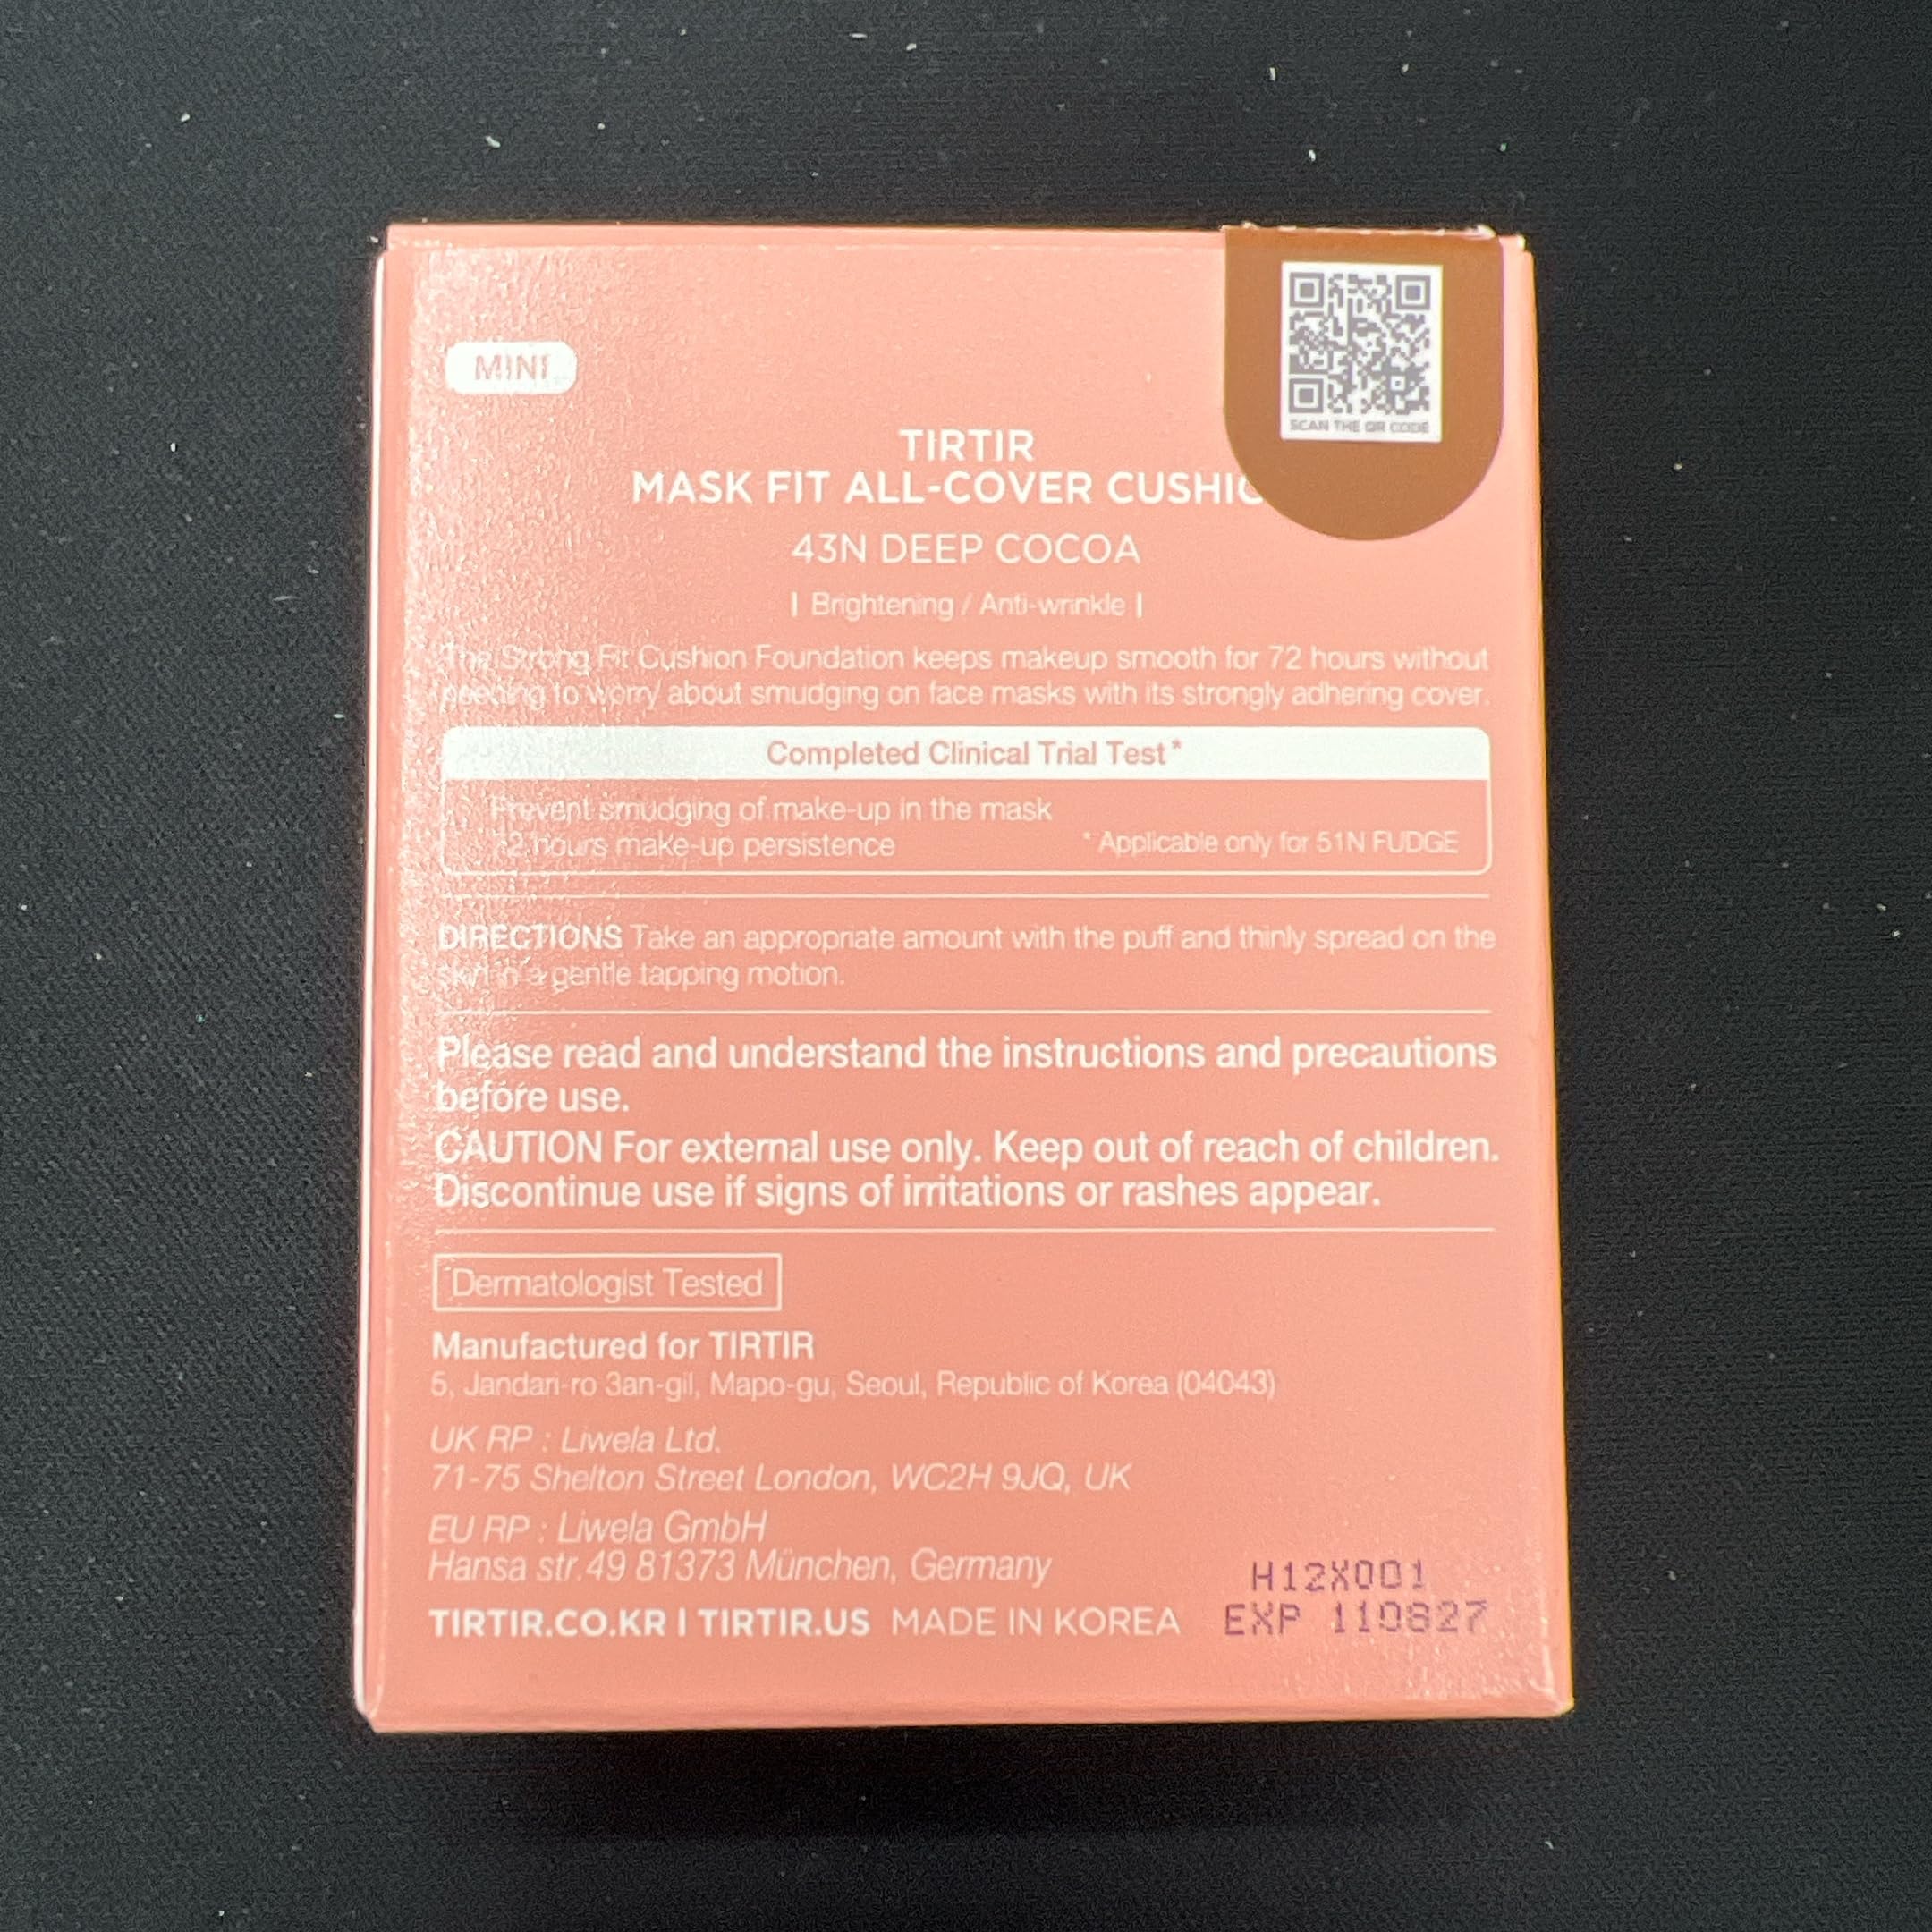 MINI
SCAN THE QR CODE
TIRTIR
MASK FIT ALL-COVER
43N DEEP COCOA
| Brightening / Anti-wrinkle |
The Strong Fit Cushion Foundation keeps makeup smooth for 72 hours without
needing to worry about smudging on face masks with its strongly adhering cover.
Completed Clinical Trial Test*
Prevent smudging of make-up in the mask
72 hours make-up persistence
*Applicable only for 51N FUDGE
DIRECTIONS Take an appropriate amount with the puff and thinly spread on the
skin in a gentle tapping motion.
Please read and understand the instructions and precautions
before use.
CAUTION For external use only. Keep out of reach of children.
Discontinue use if signs of irritations or rashes appear.
Dermatologist Tested
Manufactured for TIRTIR
5, Jandari-ro 3an-gil, Mapo-gu, Seoul, Republic of Korea (04043)
UK RP : Liwela Ltd.
71-75 Shelton Street London, WC2H 9JQ, UK
EU RP : Liwela GmbH
Hansa str.49 81373 München, Germany
TIRTIR.CO.KR | TIRTIR.US MADE IN KOREA
H12X001
EXP 110827